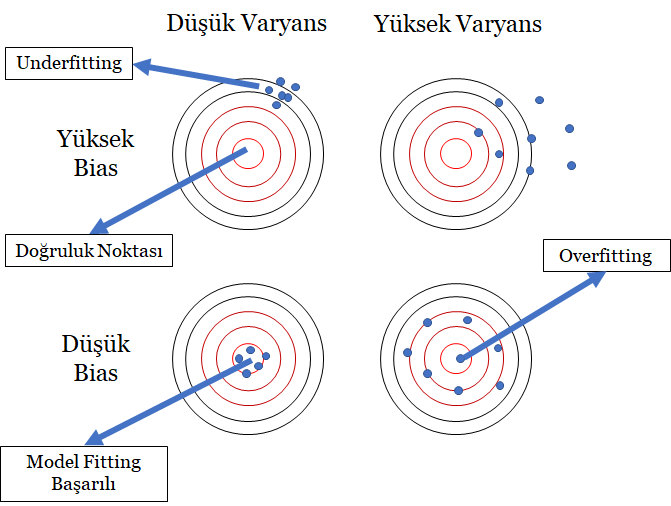 Düşük Varyans
Yüksek Varyans
Underfitting
Yüksek
Bias
Doğruluk Noktası
Overfitting
Düşük
Bias
Model Fitting
Başarılı